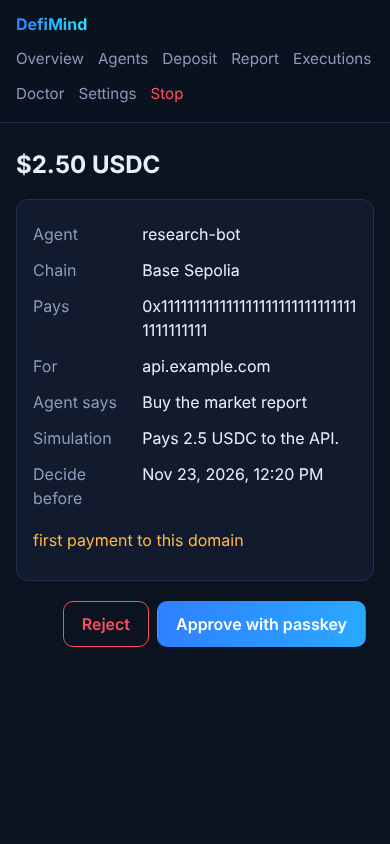 DefiMind
Overview Agents Deposit Report Executions
Doctor Settings Stop
$2.50 USDC
Agent research-bot
Chain Base Sepolia
Pays 0x11111111111111111111111111111
11111111111
For api.example.com
Agent says Buy the market report
Simulation Pays 2.5 USDC to the API.
Decide before Nov 23, 2026, 12:20 PM
first payment to this domain
Reject Approve with passkey